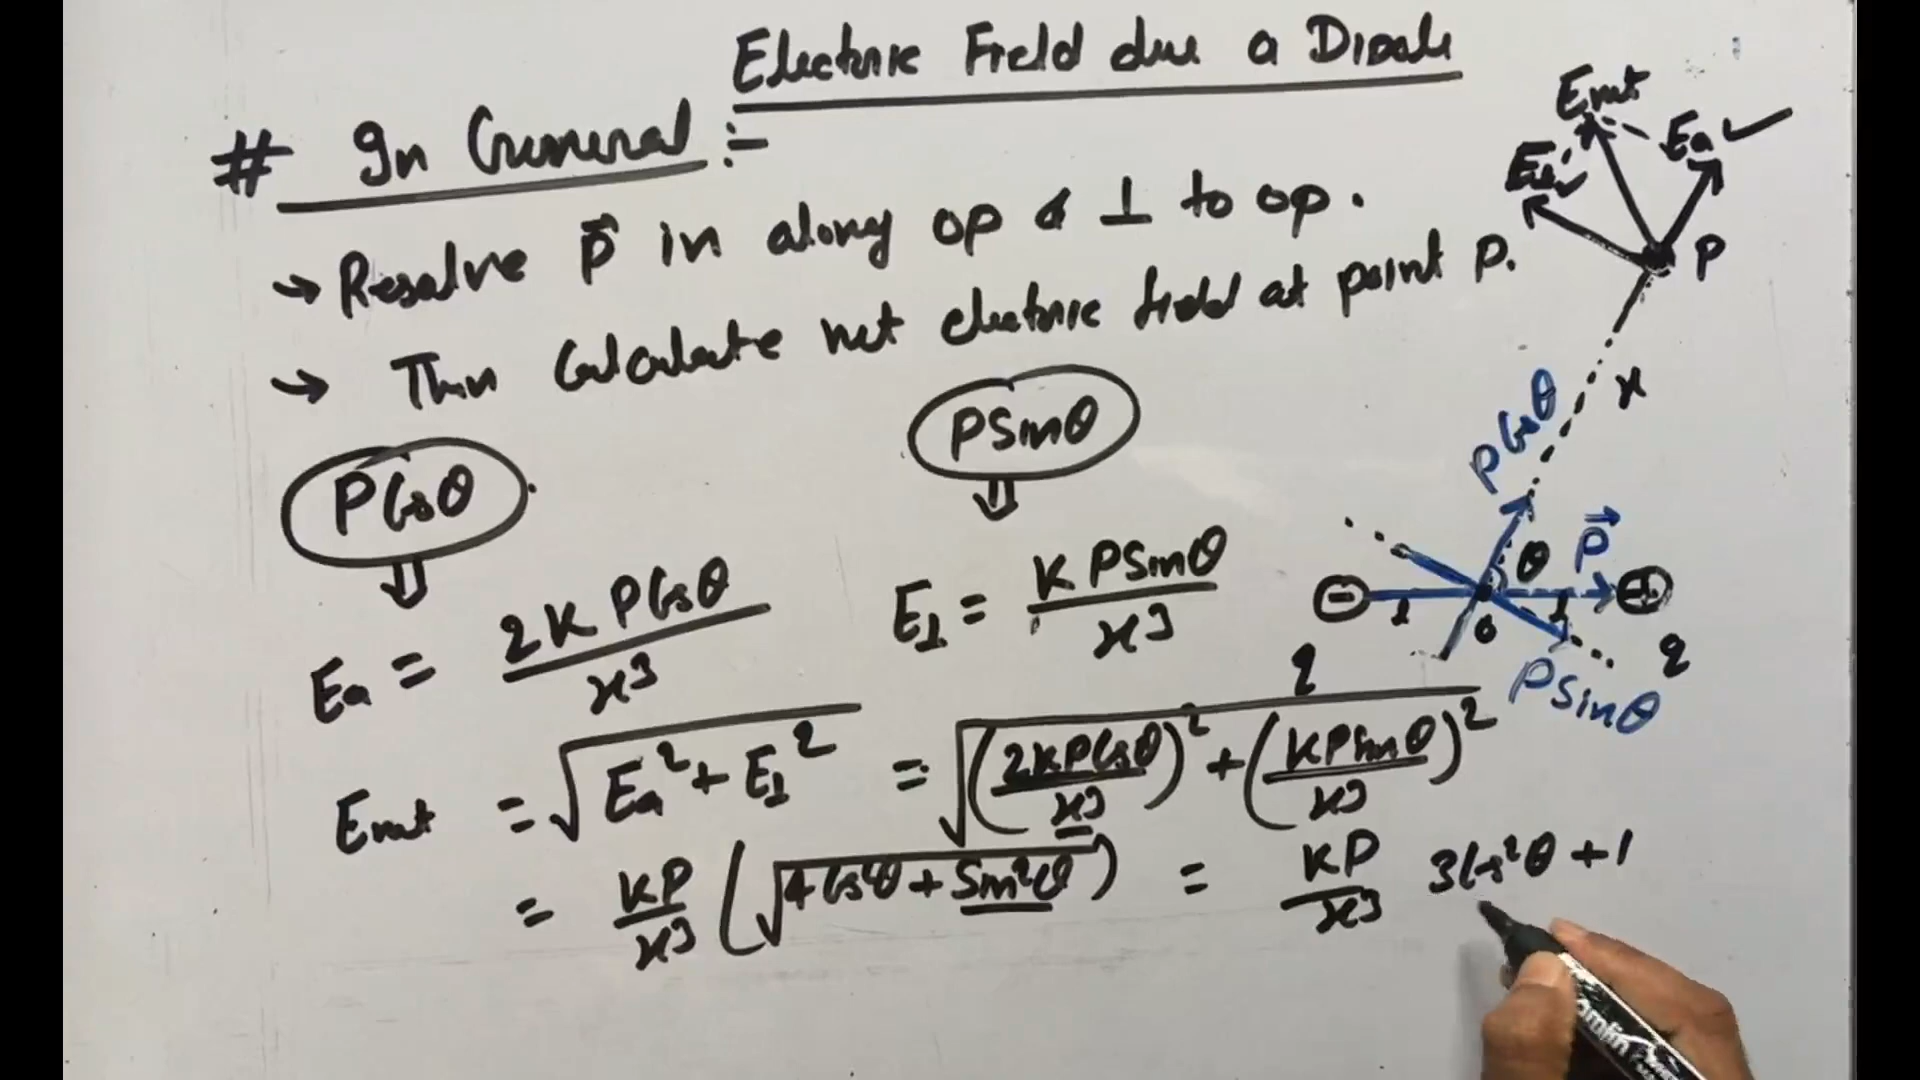 Electric Field due a Dipole
# In General :-
→ Resolve p⃗ in along op & ⊥ to op.
→ Then Calculate net electric field at point P.
PCosθ
PSinθ
Ea = 2KPCosθ / x³
E⊥ = KPSinθ / x³
Enet = √(Ea² + E⊥²) = √((2KPCosθ / x³)² + (KPSinθ / x³)²)
= KP / x³ (√4Cos²θ + Sin²θ) = KP / x³ 3Cos²θ + 1
Enet
Ea
E⊥
P
x
PCosθ
θ
p⃗
-
+
l
l
o
q
q
PSinθ